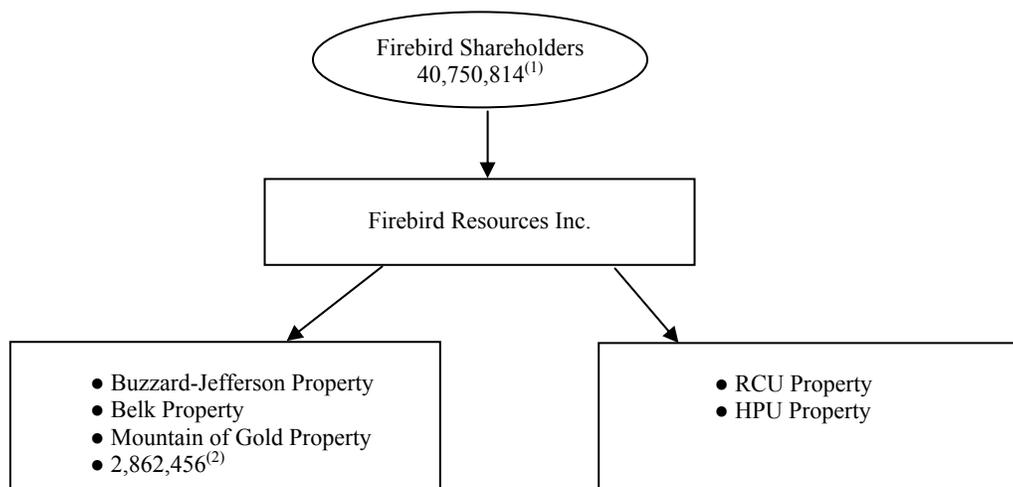 Firebird Shareholders
40,750,814(1)
Firebird Resources Inc.
● Buzzard-Jefferson Property
● Belk Property
● Mountain of Gold Property
● 2,862,456(2)
● RCU Property
● HPU Property